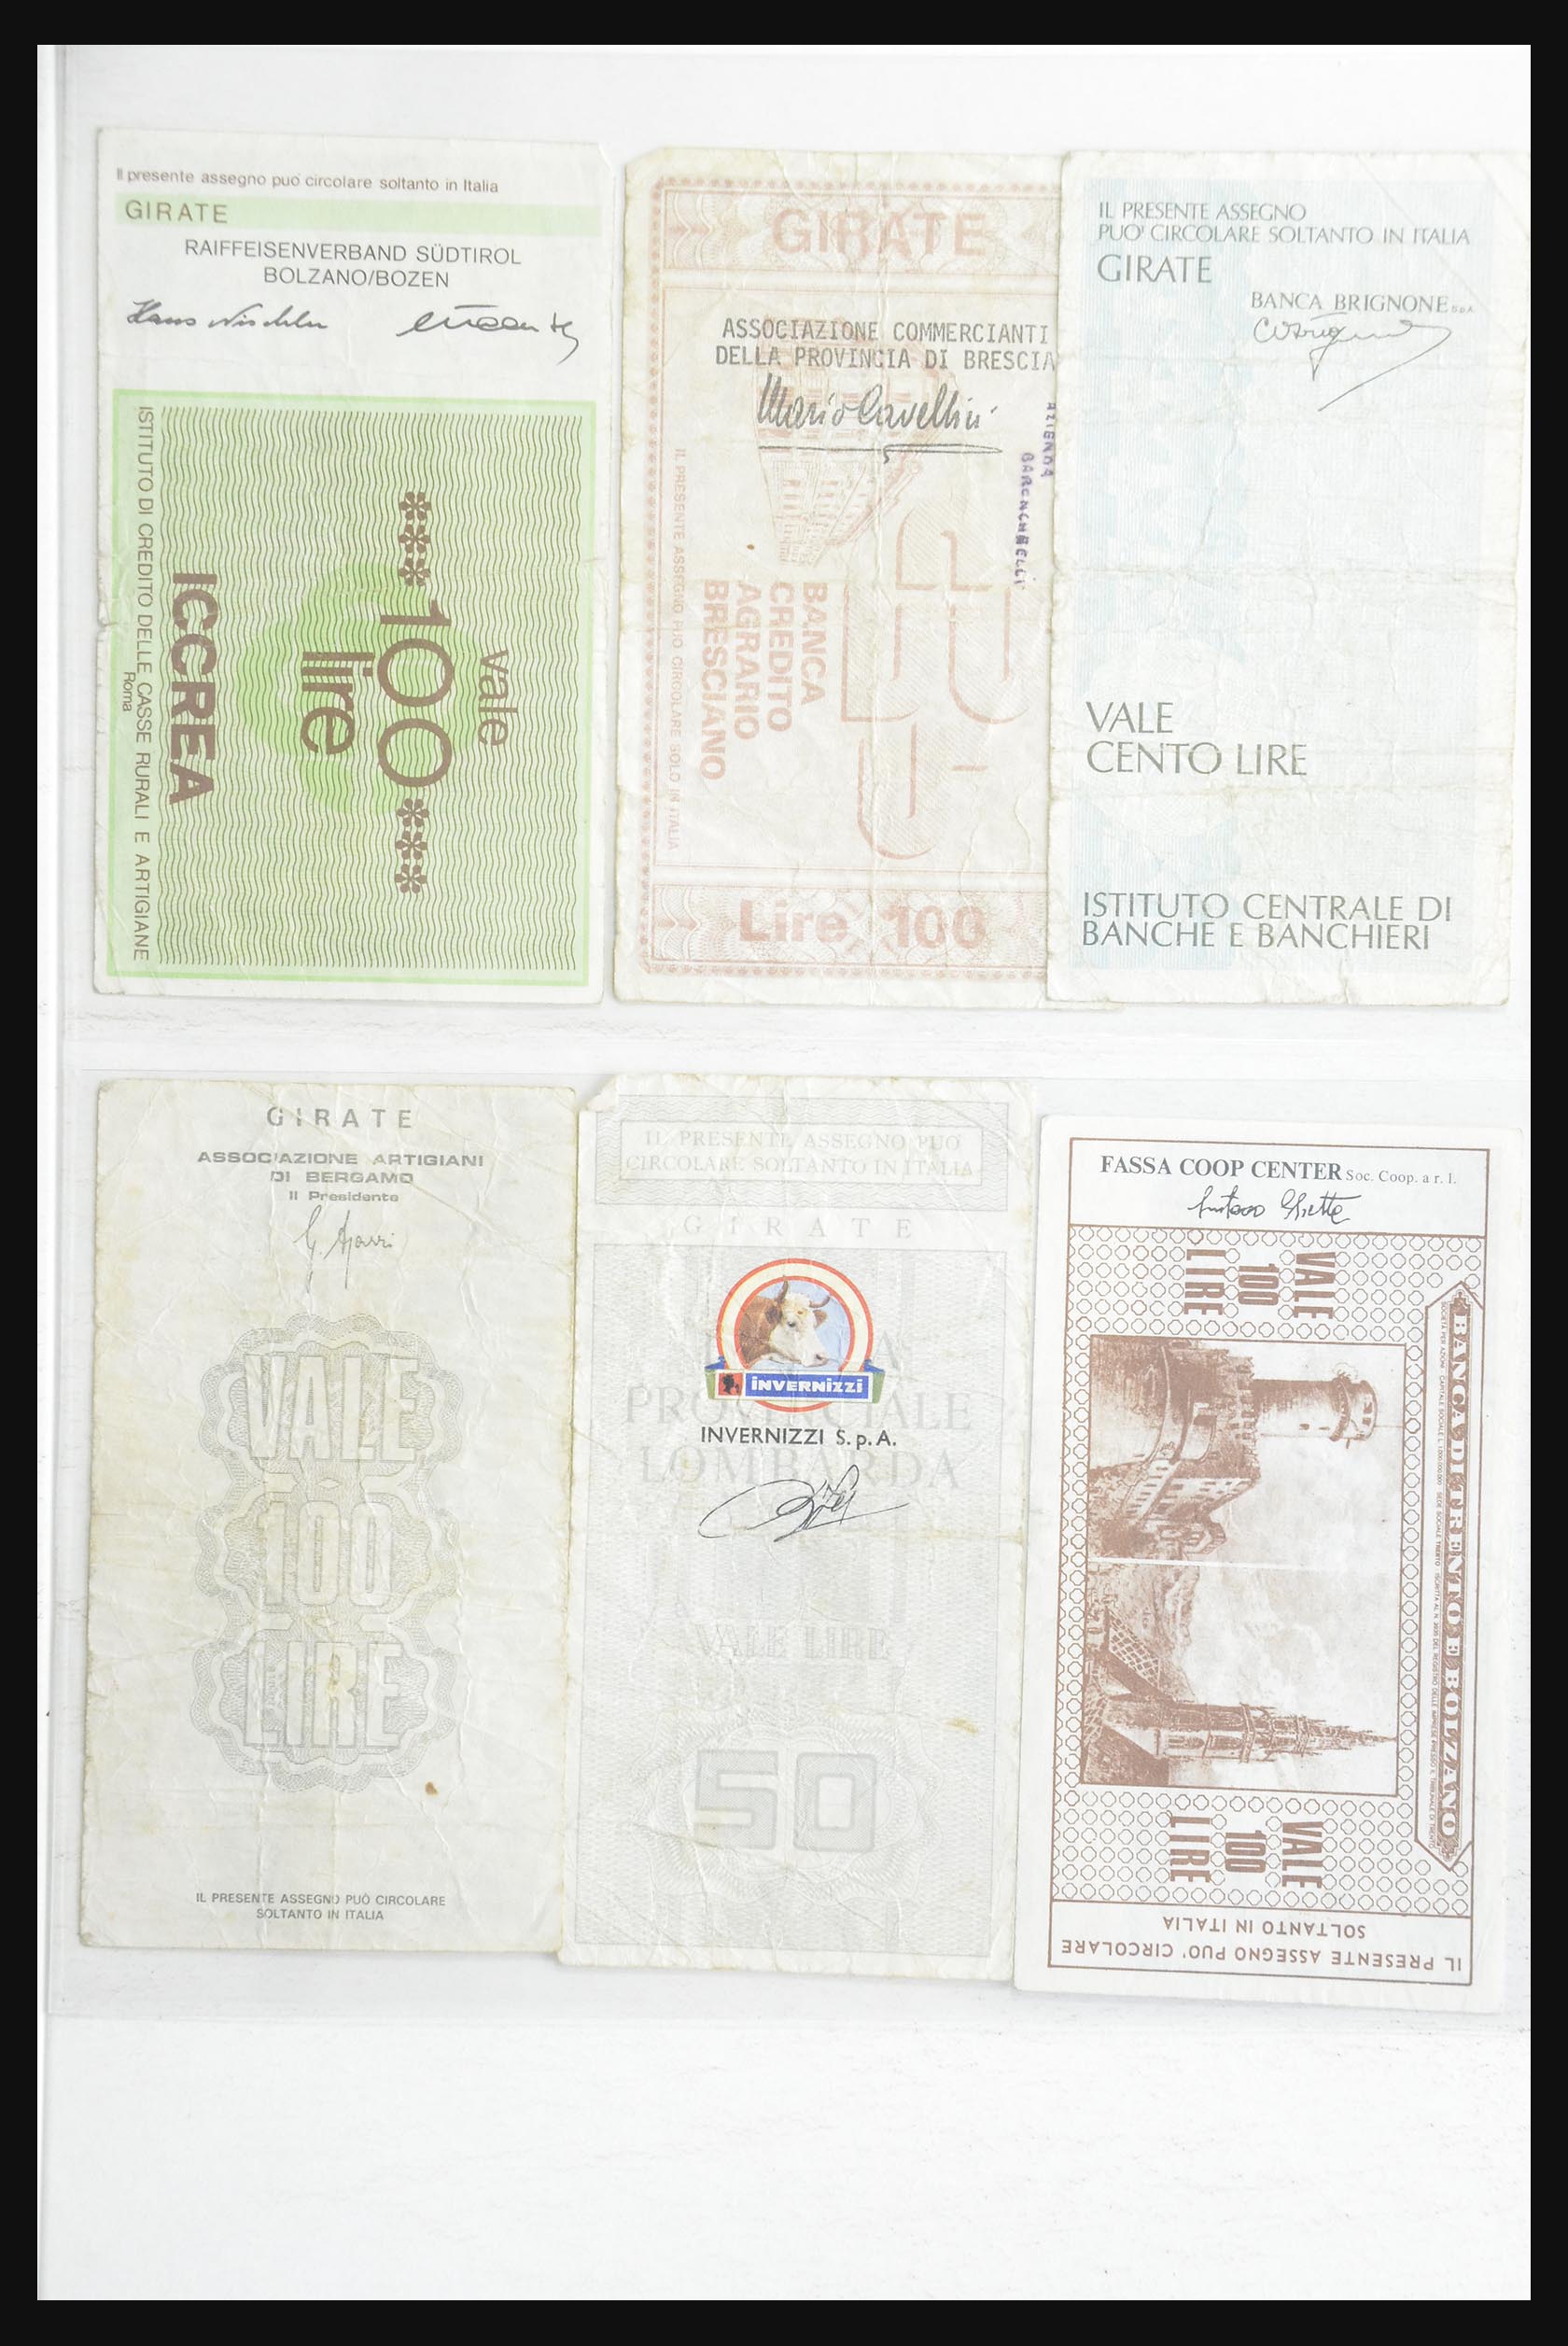 Il presente assegno può circolare soltanto in Italia
GIRATE
RAIFFEISENVERBAND SÜDTIROL
BOLZANO/BOZEN
vale
***100***
lire
ICCREA
ISTITUTO DI CREDITO DELLE CASSE RURALI E ARTIGIANE
Roma
GIRATE
ASSOCIAZIONE COMMERCIANTI
DELLA PROVINCIA DI BRESCIA
Mario Cavellini
AZIENDA
BANCA
CREDITO
AGRARIO
BRESCIANO
IL PRESENTE ASSEGNO PUO CIRCOLARE SOLO IN ITALIA
Lire 100
IL PRESENTE ASSEGNO
PUO' CIRCOLARE SOLTANTO IN ITALIA
GIRATE
BANCA BRIGNONE S.p.A.
VALE
CENTO LIRE
ISTITUTO CENTRALE DI
BANCHE E BANCHIERI
GIRATE
ASSOCIAZIONE ARTIGIANI
DI BERGAMO
Il Presidente
VALE
100
LIRE
IL PRESENTE ASSEGNO PUÒ CIRCOLARE
SOLTANTO IN ITALIA
IL PRESENTE ASSEGNO PUO'
CIRCOLARE SOLTANTO IN ITALIA
GIRATE
INVERNIZZI
PROVINCIALE
INVERNIZZI S.p.A.
LOMBARDA
VALE LIRE
50
FASSA COOP CENTER Soc. Coop. a r. l.
VALE
100
LIRE
BANCA DI TRENTO E BOLZANO
VALE
100
LIRE
IL PRESENTE ASSEGNO PUO' CIRCOLARE
SOLTANTO IN ITALIA